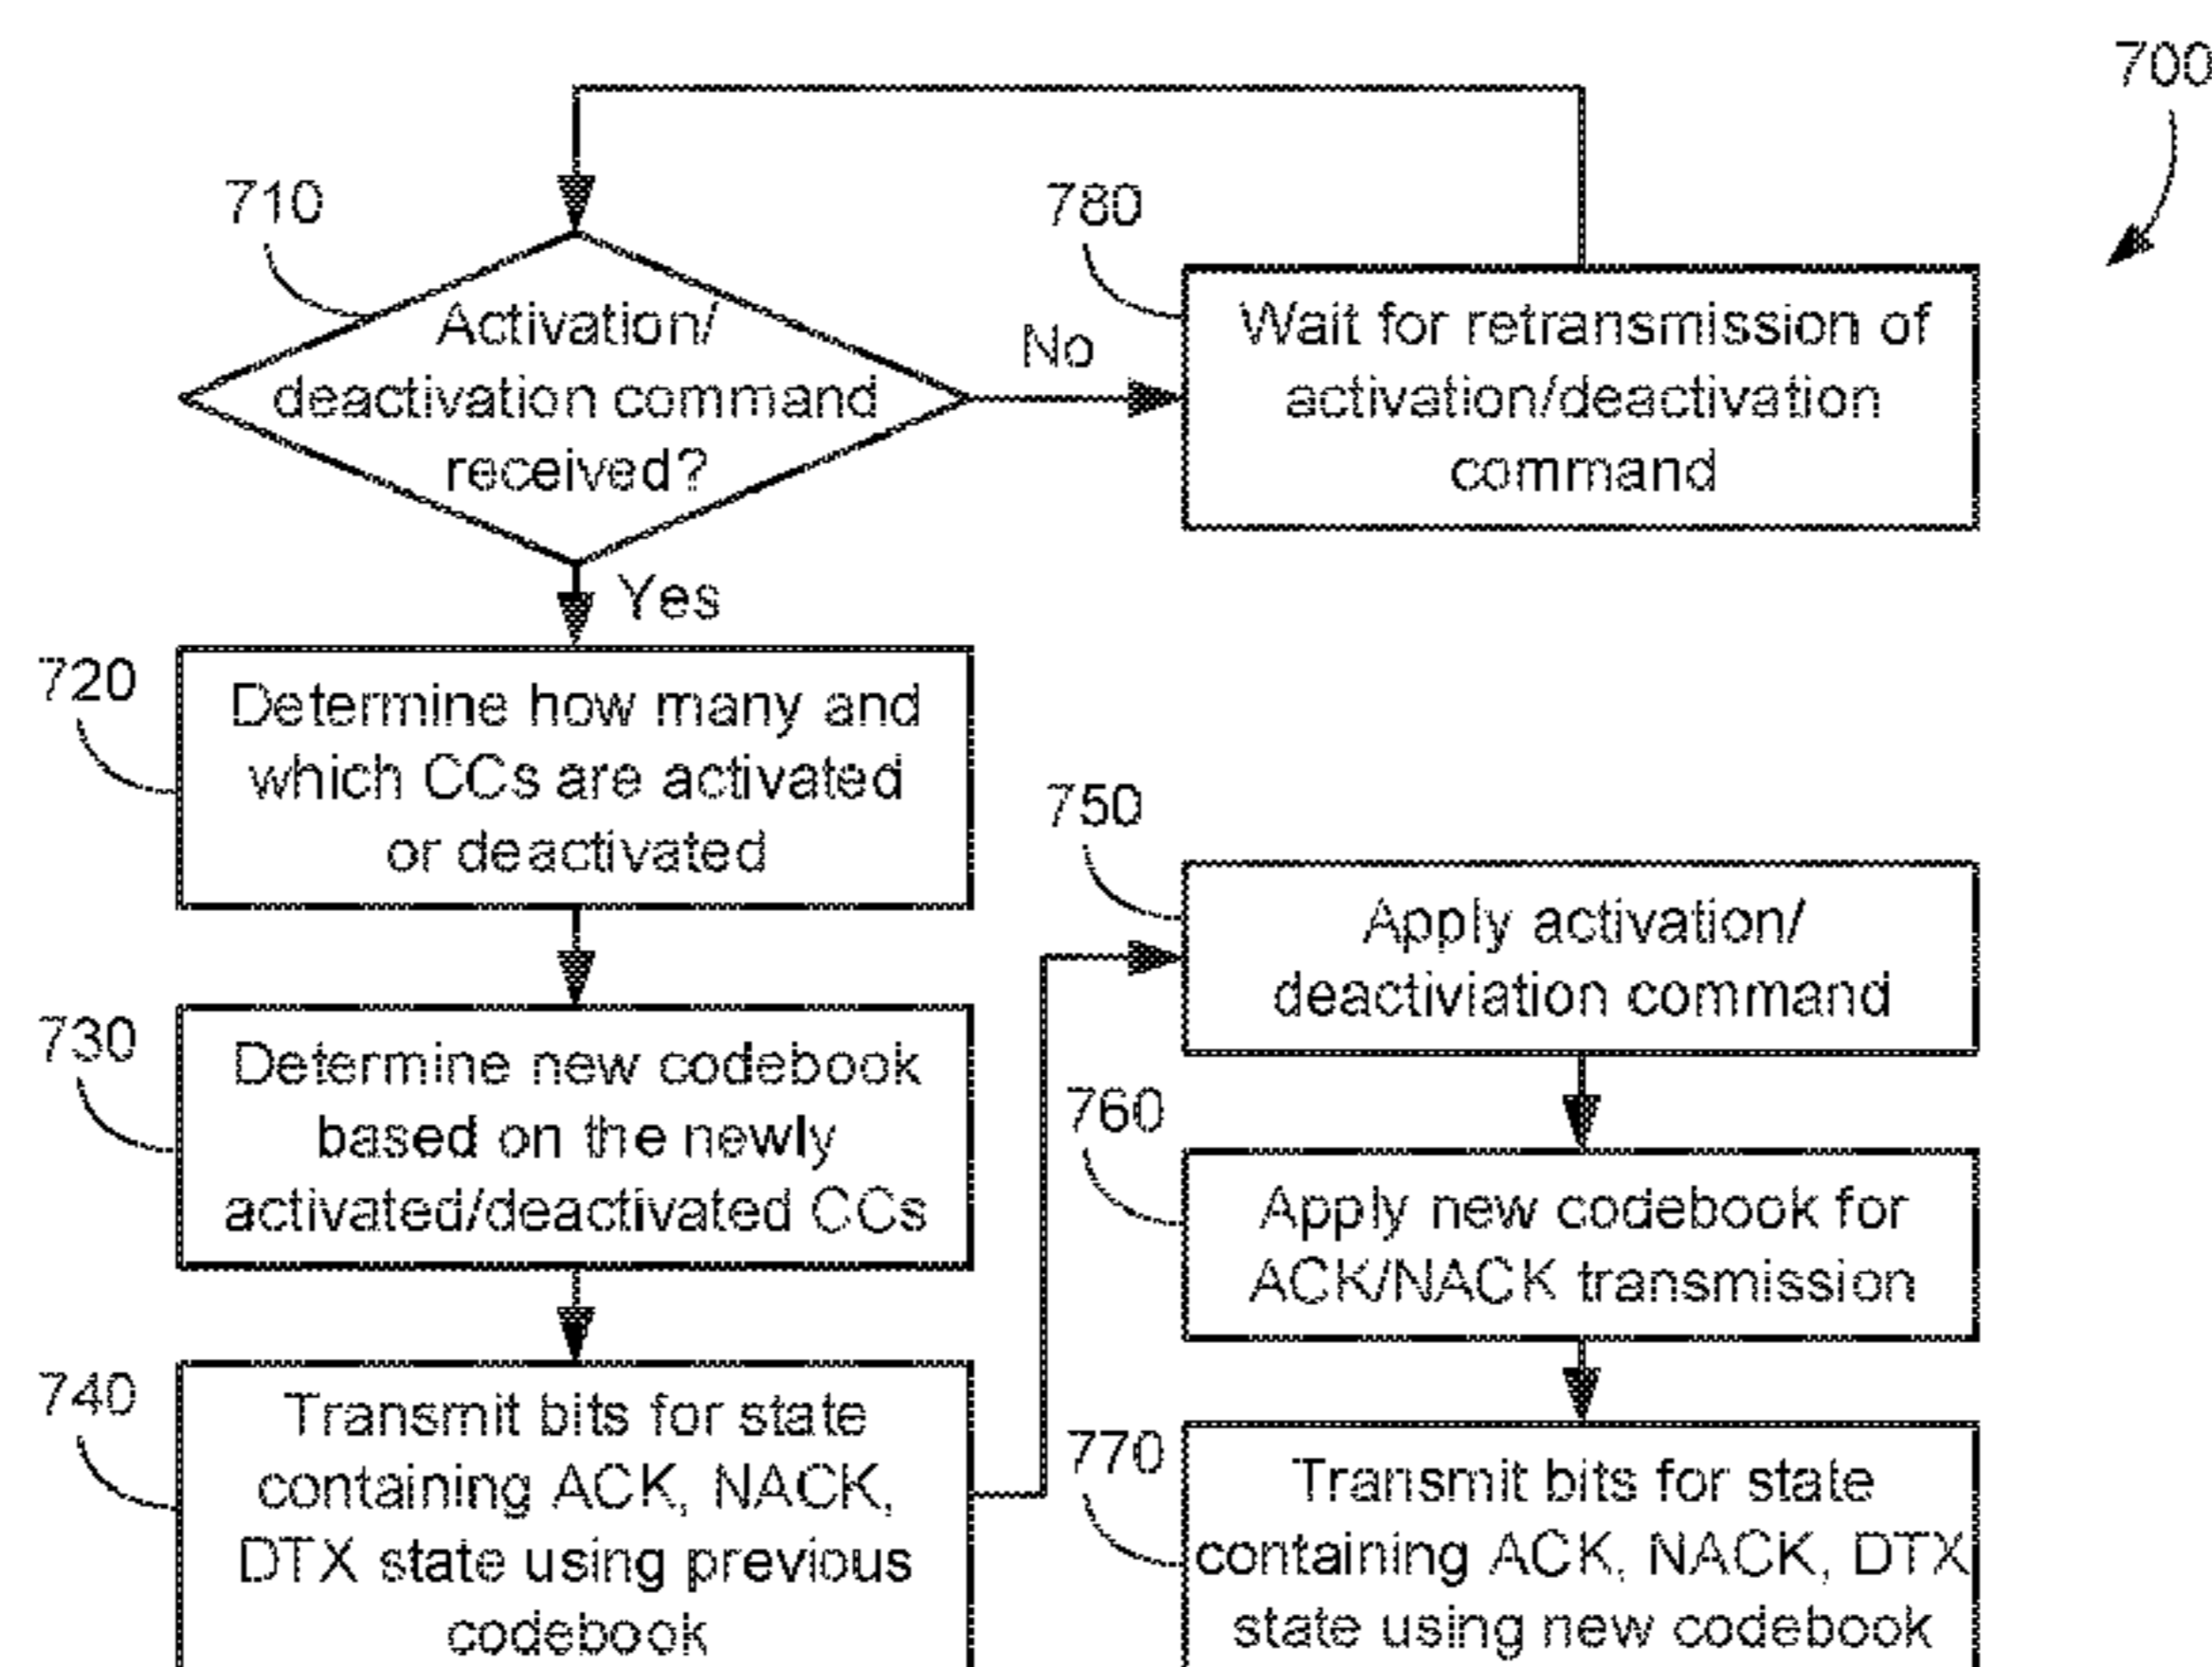 700
710
Activation/
deactivation command
received?
No
780
Wait for retransmission of
activation/deactivation
command
Yes
720
Determine how many and
which CCs are activated
or deactivated
730
Determine new codebook
based on the newly
activated/deactivated CCs
740
Transmit bits for state
containing ACK, NACK,
DTX state using previous
codebook
750
Apply activation/
deactiviation command
760
Apply new codebook for
ACK/NACK transmission
770
Transmit bits for state
containing ACK, NACK, DTX
state using new codebook